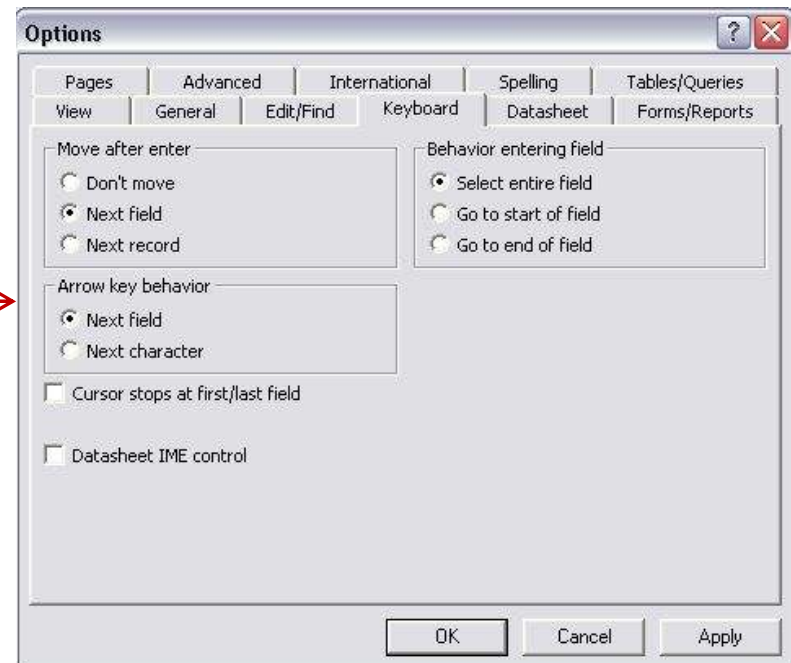 Options
Pages Advanced International Spelling Tables/Queries
View General Edit/Find Keyboard Datasheet Forms/Reports
Move after enter
Don't move
Next field
Next record
Behavior entering field
Select entire field
Go to start of field
Go to end of field
Arrow key behavior
Next field
Next character
Cursor stops at first/last field
Datasheet IME control
OK Cancel Apply